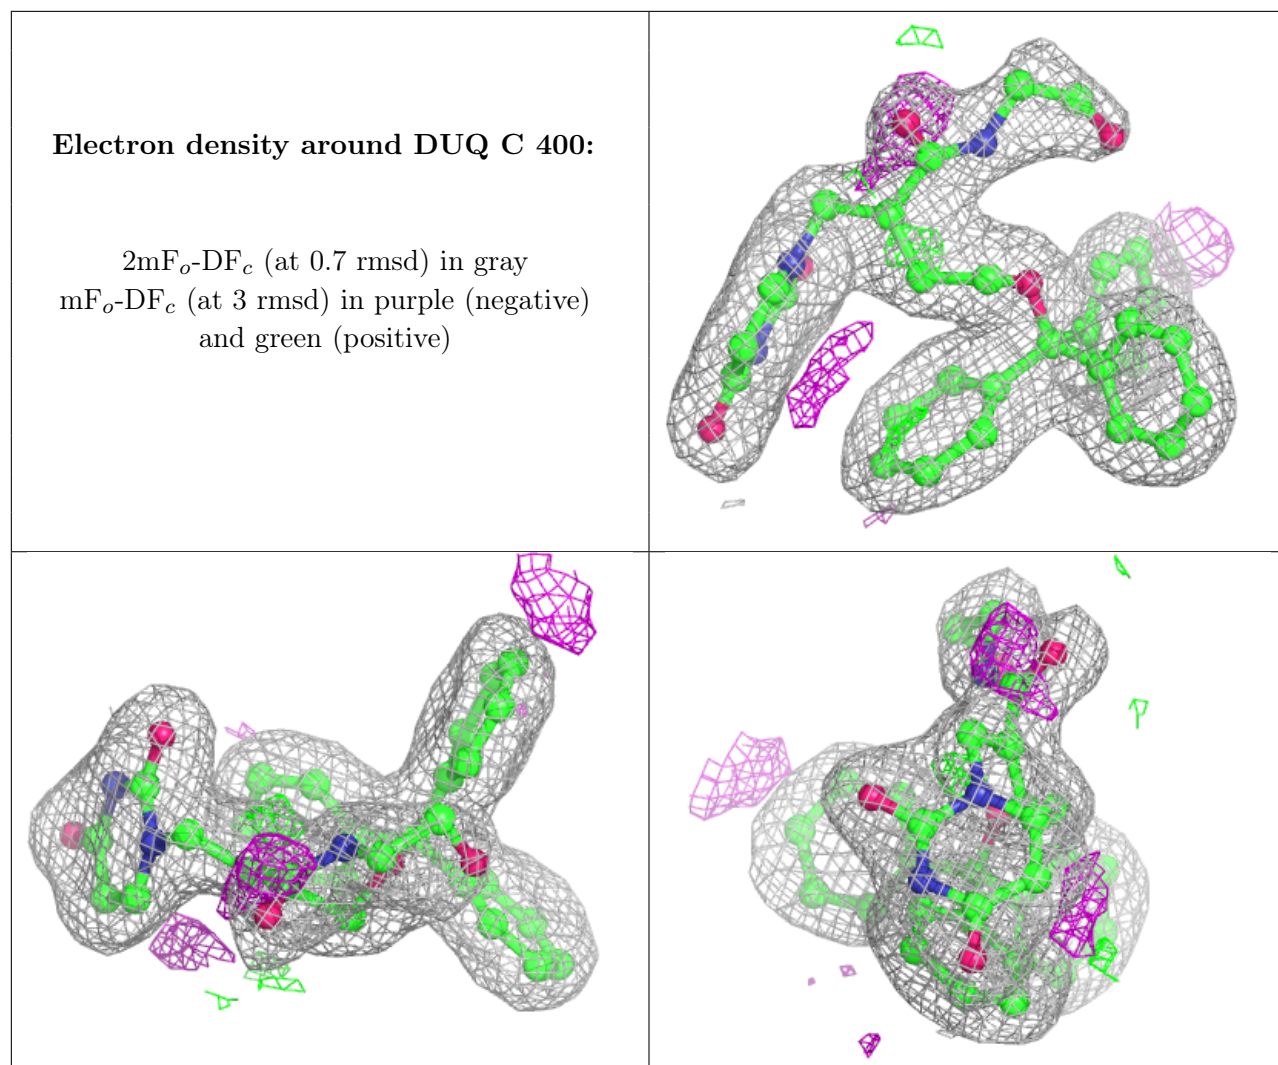 Electron density around DUQ C 400:
2mFₒ-DF𝒸 (at 0.7 rmsd) in gray
mFₒ-DF𝒸 (at 3 rmsd) in purple (negative)
and green (positive)